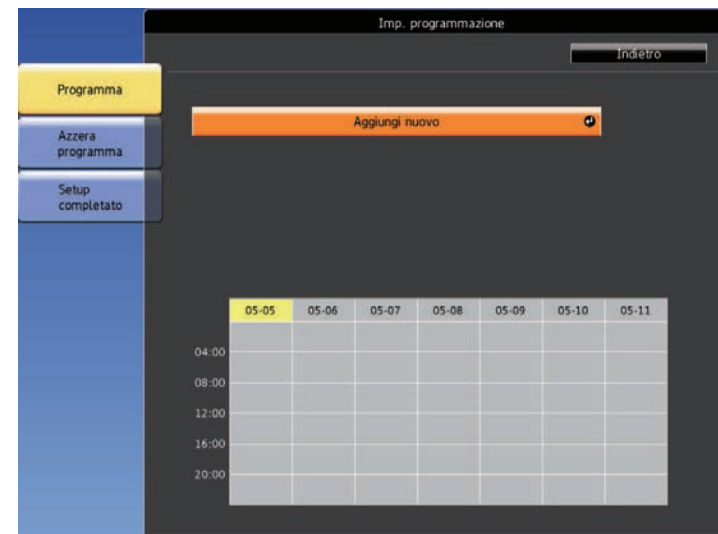 Imp. programmazione
Indietro
Programma
Aggiungi nuovo
Azzera
programma
Setup
completato
05-05 05-06 05-07 05-08 05-09 05-10 05-11
04:00
08:00
12:00
16:00
20:00